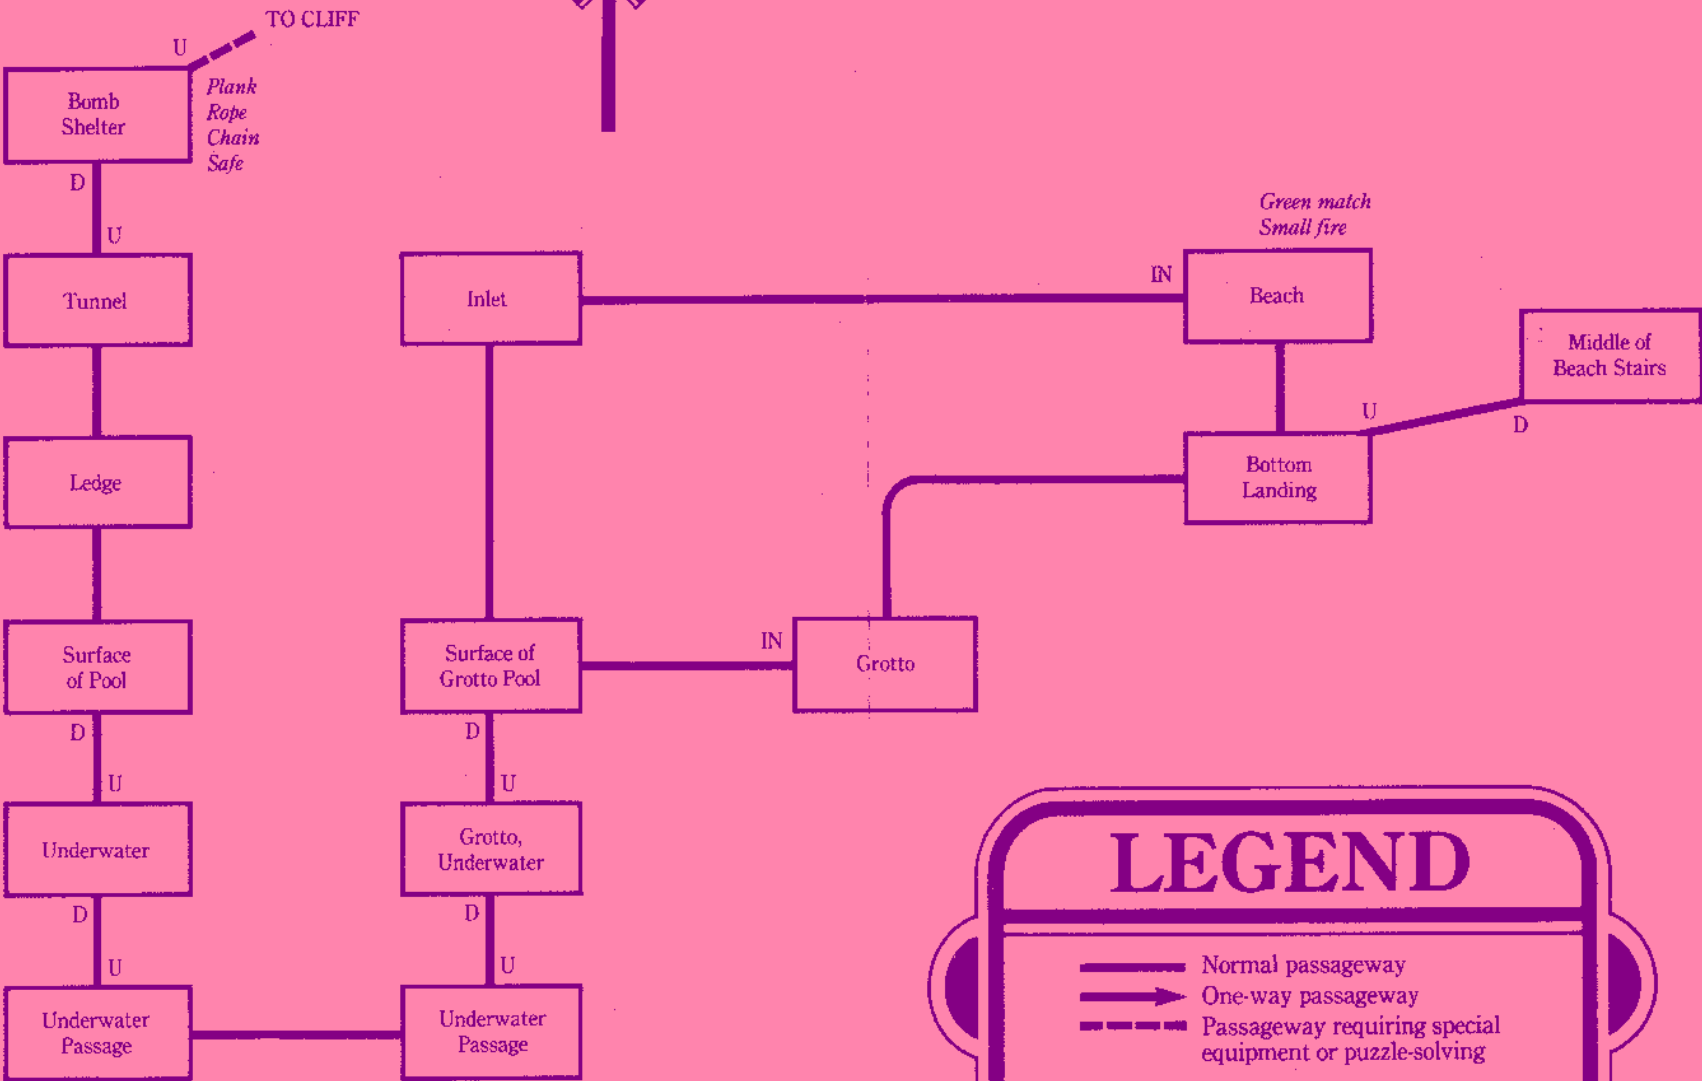 TO CLIFF
U
Bomb
Shelter
Plank
Rope
Chain
Safe
D
U
Tunnel
Ledge
Surface
of Pool
D
U
Underwater
D
U
Underwater
Passage
Inlet
Surface of
Grotto Pool
D
U
Grotto,
Underwater
D
U
Underwater
Passage
IN
Grotto
Green match
Small fire
IN
Beach
Bottom
Landing
U
D
Middle of
Beach Stairs
LEGEND
Normal passageway
One-way passageway
Passageway requiring special
equipment or puzzle-solving